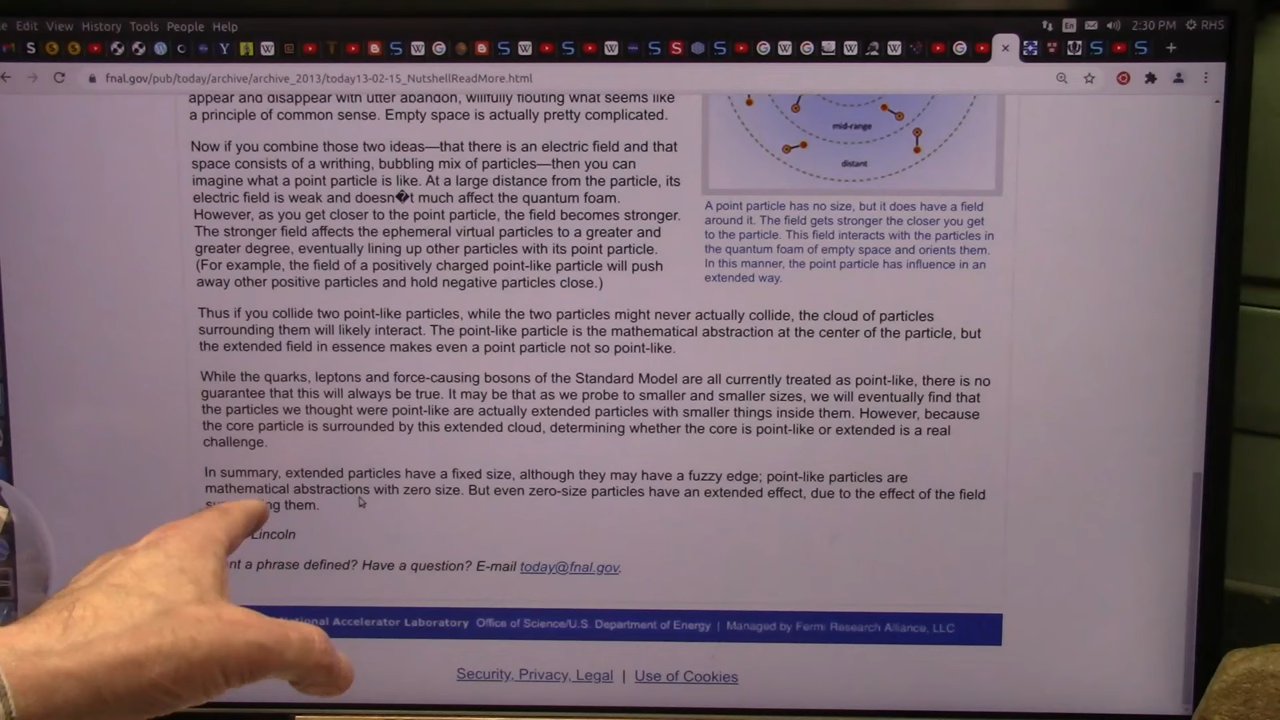 Edit View History Tools People Help
En 2:30 PM RHS
fnal.gov/pub/today/archive/archive_2013/today13-02-15_NutshellReadMore.html
appear and disappear with utter abandon, willfully flouting what seems like
a principle of common sense. Empty space is actually pretty complicated.
Now if you combine those two ideas—that there is an electric field and that
space consists of a writhing, bubbling mix of particles—then you can
imagine what a point particle is like. At a large distance from the particle, its
electric field is weak and doesn�t much affect the quantum foam.
However, as you get closer to the point particle, the field becomes stronger.
The stronger field affects the ephemeral virtual particles to a greater and
greater degree, eventually lining up other particles with its point particle.
(For example, the field of a positively charged point-like particle will push
away other positive particles and hold negative particles close.)
mid-range
distant
A point particle has no size, but it does have a field
around it. The field gets stronger the closer you get
to the particle. This field interacts with the particles in
the quantum foam of empty space and orients them.
In this manner, the point particle has influence in an
extended way.
Thus if you collide two point-like particles, while the two particles might never actually collide, the cloud of particles
surrounding them will likely interact. The point-like particle is the mathematical abstraction at the center of the particle, but
the extended field in essence makes even a point particle not so point-like.
While the quarks, leptons and force-causing bosons of the Standard Model are all currently treated as point-like, there is no
guarantee that this will always be true. It may be that as we probe to smaller and smaller sizes, we will eventually find that
the particles we thought were point-like are actually extended particles with smaller things inside them. However, because
the core particle is surrounded by this extended cloud, determining whether the core is point-like or extended is a real
challenge.
In summary, extended particles have a fixed size, although they may have a fuzzy edge; point-like particles are
mathematical abstractions with zero size. But even zero-size particles have an extended effect, due to the effect of the field
them.
Lincoln
a phrase defined? Have a question? E-mail today@fnal.gov.
Accelerator Laboratory Office of Science/U.S. Department of Energy | Managed by Fermi Research Alliance, LLC
Security, Privacy, Legal | Use of Cookies